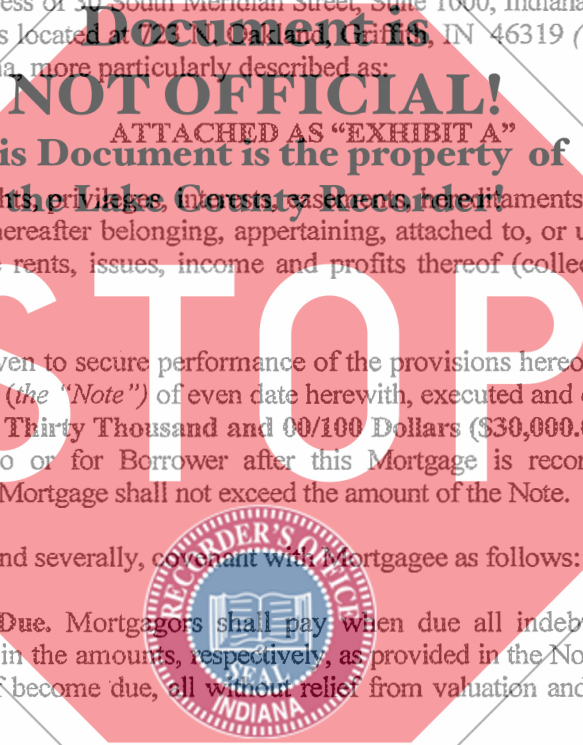 ess of 30 South Meridian Street, Suite 1000, Indiana
Document is
s located at 723 N. Oakland, Griffith, IN 46319 (
a, more particularly described as:
NOT OFFICIAL!
ATTACHED AS “EXHIBIT A”
is Document is the property of
the Lake County Recorder!
hts, privileges, interests, easements, hereditaments
hereafter belonging, appertaining, attached to, or u
e rents, issues, income and profits thereof (collec
STOP
ven to secure performance of the provisions hereo
(the “Note”) of even date herewith, executed and
Thirty Thousand and 00/100 Dollars ($30,000.
o or for Borrower after this Mortgage is recor
Mortgage shall not exceed the amount of the Note.
nd severally, covenant with Mortgagee as follows:
RECORDER'S OFFICE
Due. Mortgagors shall pay when due all indeb
in the amounts, respectively, as provided in the No
SEAL
f become due, all without relief from valuation and
INDIANA